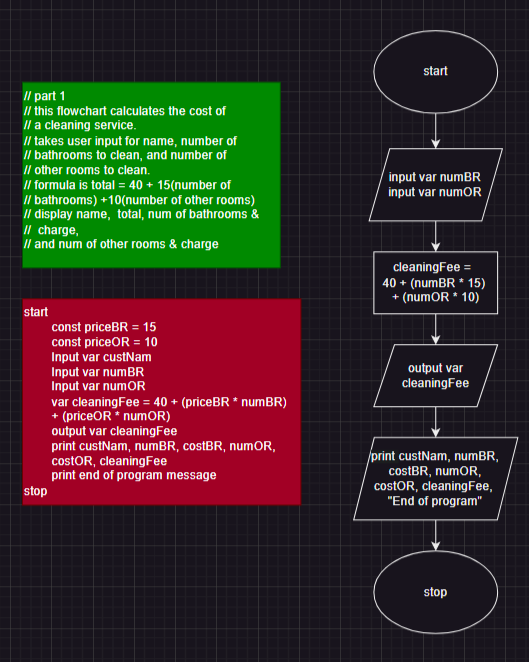 // part 1
// this flowchart calculates the cost of
// a cleaning service.
// takes user input for name, number of
// bathrooms to clean, and number of
// other rooms to clean.
// formula is total = 40 + 15(number of
// bathrooms) +10(number of other rooms)
// display name,  total, num of bathrooms &
//  charge,
// and num of other rooms & charge
start
const priceBR = 15
const priceOR = 10
Input var custNam
Input var numBR
Input var numOR
var cleaningFee = 40 + (priceBR * numBR)
+ (priceOR * numOR)
output var cleaningFee
print custNam, numBR, costBR, numOR,
costOR, cleaningFee
print end of program message
stop
start
input var numBR
input var numOR
cleaningFee =
40 + (numBR * 15)
+ (numOR * 10)
output var
cleaningFee
print custNam, numBR,
costBR, numOR,
costOR, cleaningFee,
"End of program"
stop